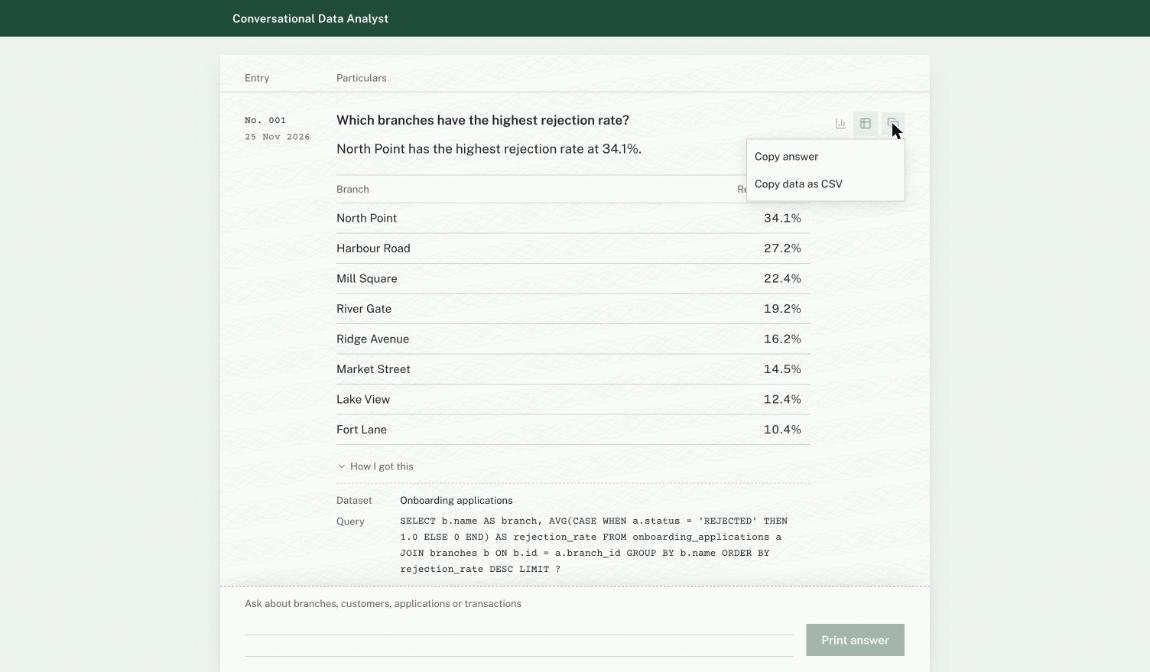 Conversational Data Analyst
Entry Particulars
No. 001
25 Nov 2026
Which branches have the highest rejection rate?
North Point has the highest rejection rate at 34.1%.
Copy answer
Copy data as CSV
Branch
North Point 34.1%
Harbour Road 27.2%
Mill Square 22.4%
River Gate 19.2%
Ridge Avenue 16.2%
Market Street 14.5%
Lake View 12.4%
Fort Lane 10.4%
How I got this
Dataset Onboarding applications
Query SELECT b.name AS branch, AVG(CASE WHEN a.status = 'REJECTED' THEN
1.0 ELSE 0 END) AS rejection_rate FROM onboarding_applications a
JOIN branches b ON b.id = a.branch_id GROUP BY b.name ORDER BY
rejection_rate DESC LIMIT ?
Ask about branches, customers, applications or transactions
Print answer